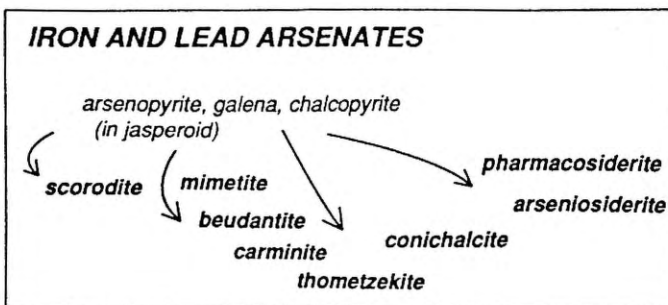 IRON AND LEAD ARSENATES
arsenopyrite, galena, chalcopyrite
(in jasperoid)
pharmacosiderite
scorodite
mimetite
arseniosiderite
beudantite
conichalcite
carminite
thometzekite